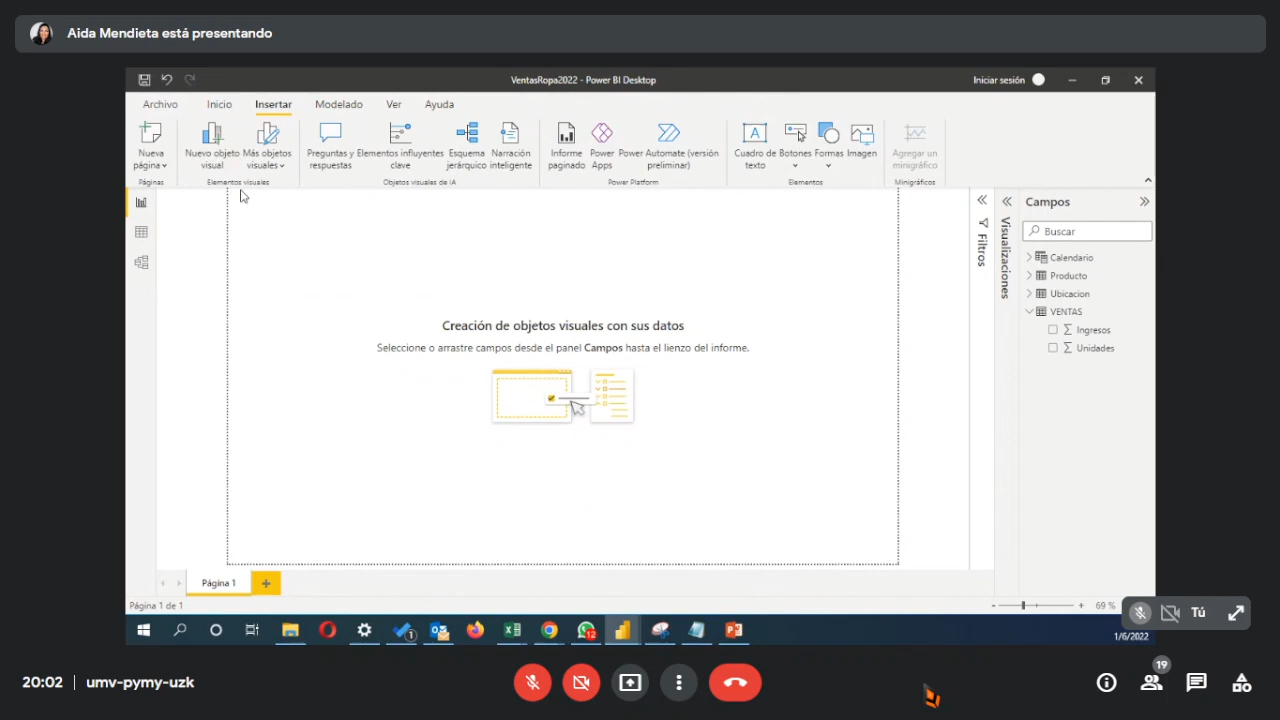 Aida Mendieta está presentando
VentasRopa2022 - Power BI Desktop
Iniciar sesión
Archivo Inicio Insertar Modelado Ver Ayuda
Nueva página
Nuevo objeto visual
Más objetos visuales
Preguntas y respuestas
Elementos influyentes clave
Esquema jerárquico
Narración inteligente
Informe paginado
Power Apps
Power Automate (versión preliminar)
Cuadro de texto
Botones
Formas
Imagen
Agregar un minigráfico
Páginas
Elementos visuales
Objetos visuales de IA
Power Platform
Elementos
Minigráficos
Filtros
Visualizaciones
Campos
Buscar
Calendario
Producto
Ubicacion
VENTAS
Ingresos
Unidades
Creación de objetos visuales con sus datos
Seleccione o arrastre campos desde el panel Campos hasta el lienzo del informe.
Página 1
Página 1 de 1
69 %
Tú
1
12
1/6/2022
20:02 | umv-pymy-uzk
19